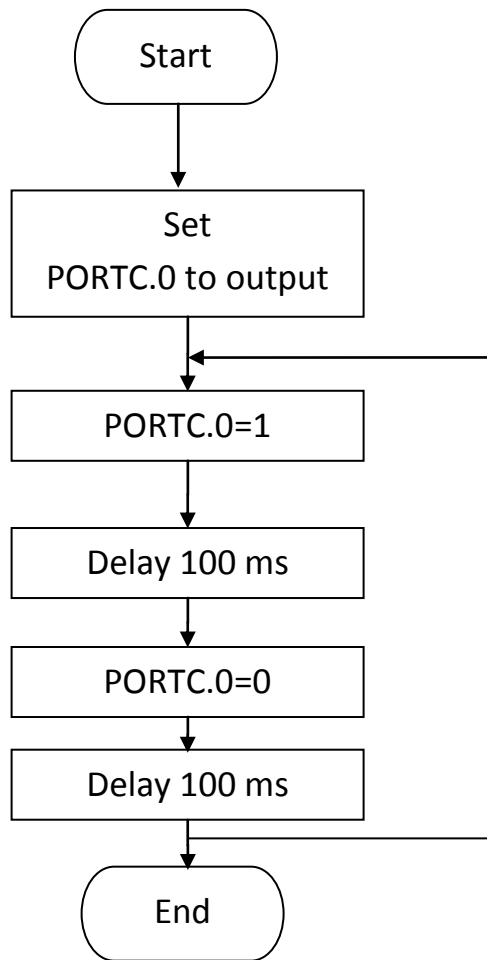 Start
Set
PORTC.0 to output
PORTC.0=1
Delay 100 ms
PORTC.0=0
Delay 100 ms
End